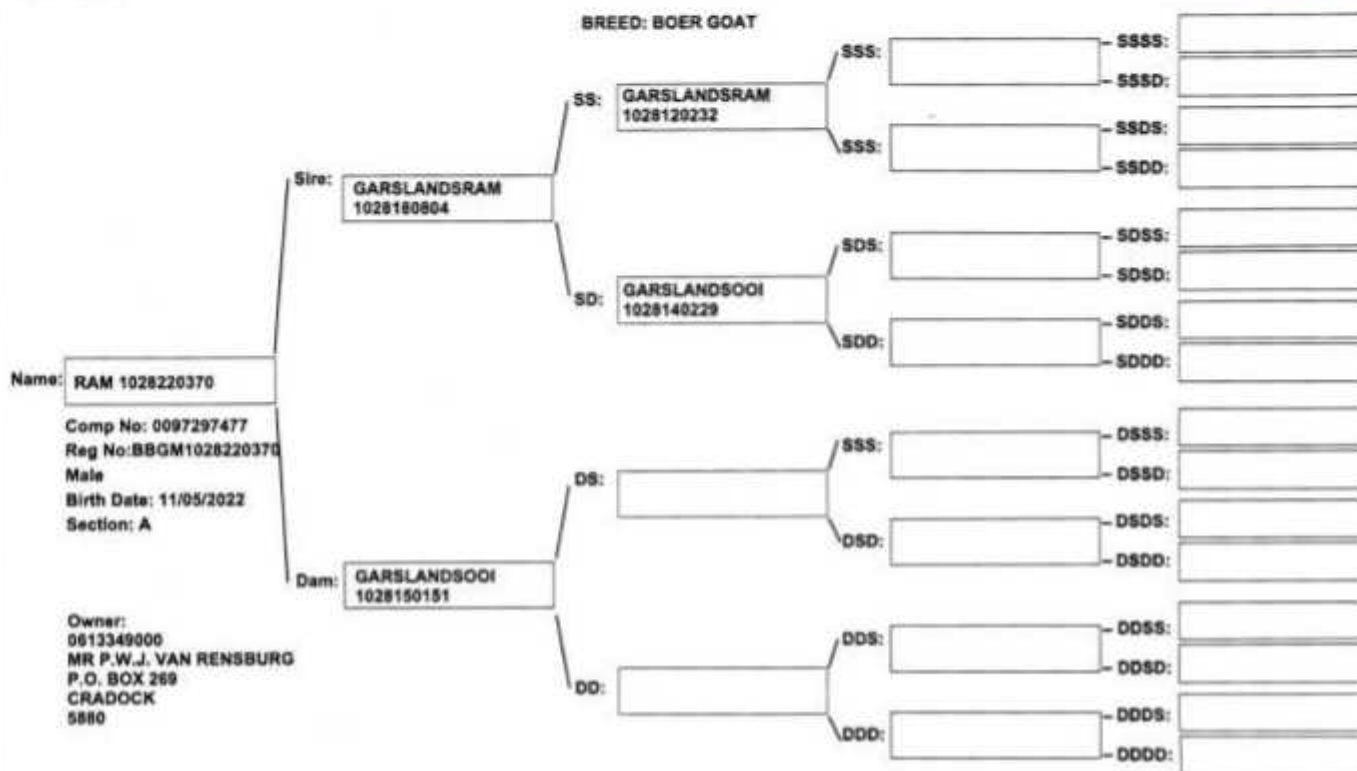 BREED: BOER GOAT
Name: RAM 1028220370
Comp No: 0097297477
Reg No:BBGM1028220370
Male
Birth Date: 11/05/2022
Section: A
Owner:
0613349000
MR P.W.J. VAN RENSBURG
P.O. BOX 269
CRADOCK
5880
Sire: GARSLANDSRAM
1028180804
Dam: GARSLANDSOOI
1028150151
SS: GARSLANDSRAM
1028120232
SD: GARSLANDSOOI
1028140229
DS:
DD:
SSS:
SSS:
SDS:
SDD:
SSS:
DSD:
DDS:
DDD:
SSSS:
SSSD:
SSDS:
SSDD:
SDSS:
SDSD:
SDDS:
SDDD:
DSSS:
DSSD:
DSDS:
DSDD:
DDSS:
DDSD:
DDDS:
DDDD: